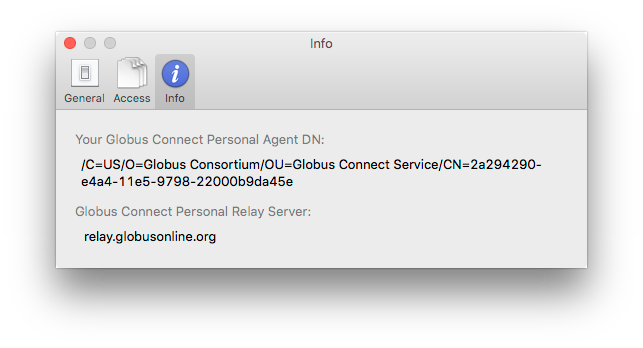 Info
General Access Info
Your Globus Connect Personal Agent DN:
/C=US/O=Globus Consortium/OU=Globus Connect Service/CN=2a294290-
e4a4-11e5-9798-22000b9da45e
Globus Connect Personal Relay Server:
relay.globusonline.org